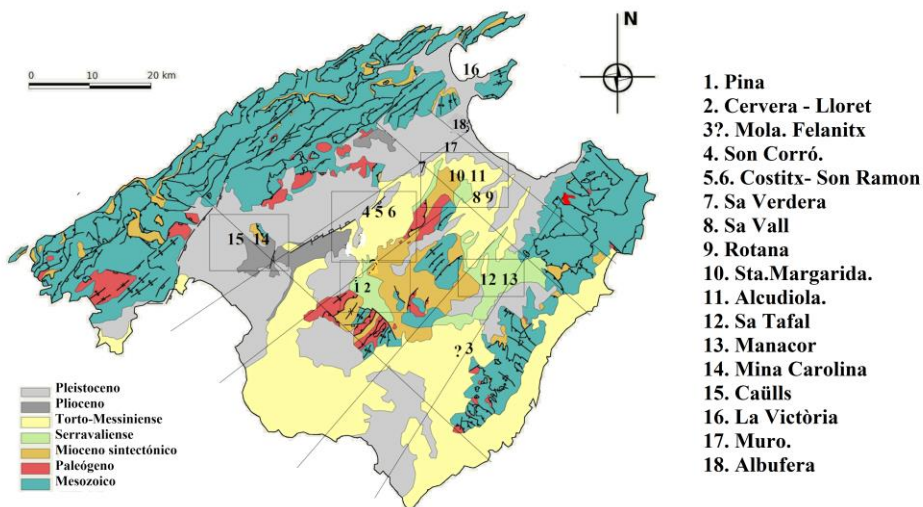 N
0 10 20 km
16
18
17
7
10 11
8 9
4 5 6
15 14
1 2
12 13
? 3
Pleistoceno
Plioceno
Torto-Messiniense
Serravaliense
Mioceno sintectónico
Paleógeno
Mesozoico
1. Pina
2. Cervera - Lloret
3?. Mola. Felanitx
4. Son Corró.
5.6. Costitx- Son Ramon
7. Sa Verdera
8. Sa Vall
9. Rotana
10. Sta.Margarida.
11. Alcudiola.
12. Sa Tafal
13. Manacor
14. Mina Carolina
15. Caülls
16. La Victòria
17. Muro.
18. Albufera